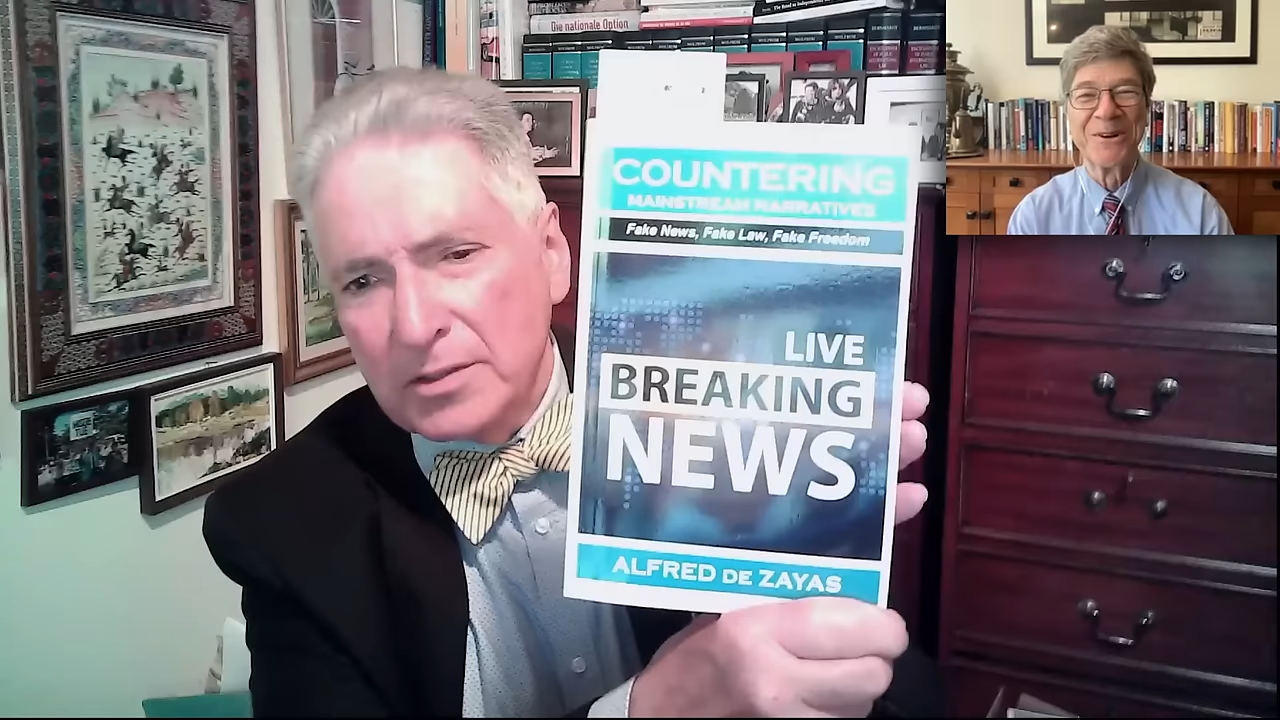 Die nationale Option
COUNTERING
MAINSTREAM NARRATIVES
Fake News, Fake Law, Fake Freedom
LIVE
BREAKING
NEWS
ALFRED DE ZAYAS